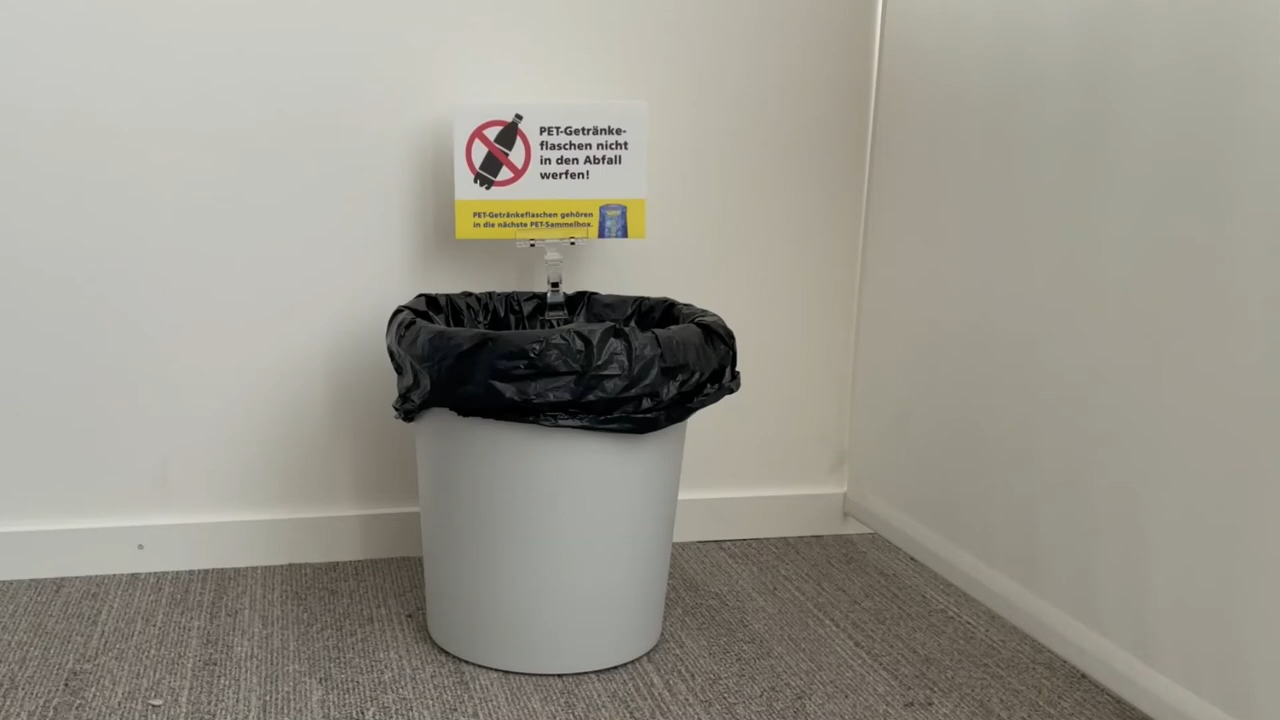 PET-Getränke-
flaschen nicht
in den Abfall
werfen!
PET-Getränkeflaschen gehören
in die nächste PET-Sammelbox.